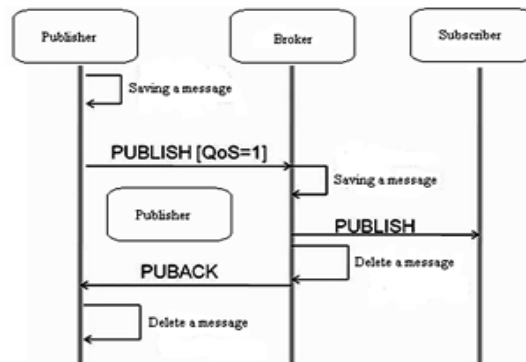 Publisher
Broker
Subscriber
Saving a message
PUBLISH [QoS=1]
Saving a message
Publisher
PUBLISH
Delete a message
PUBACK
Delete a message